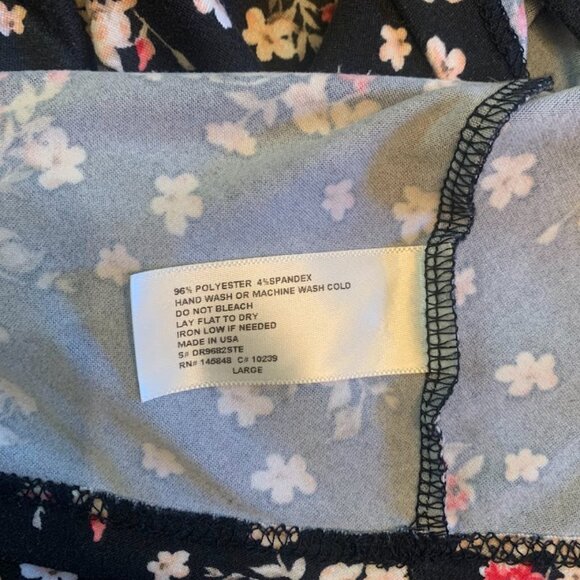 96% POLYESTER 4%SPANDEX
HAND WASH OR MACHINE WASH COLD
DO NOT BLEACH
LAY FLAT TO DRY
IRON LOW IF NEEDED
MADE IN USA
S# DR9682STE
RN# 145848 C# 10239
LARGE